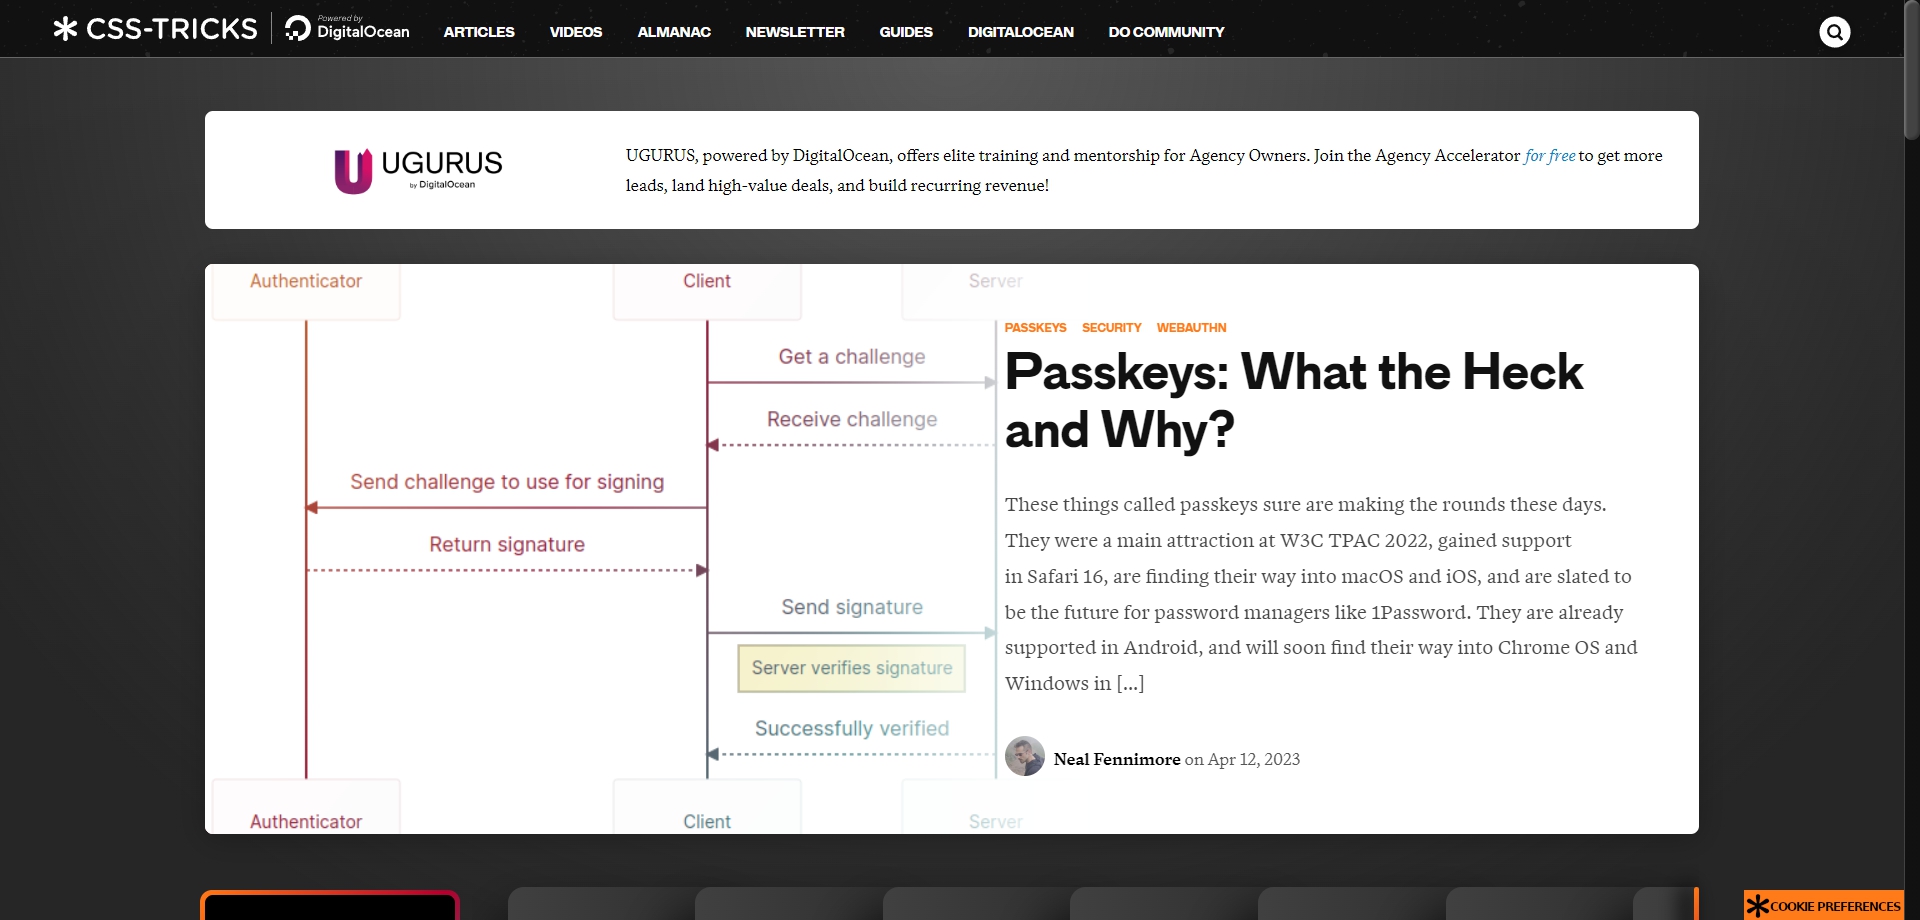 CSS-TRICKS
Powered by
DigitalOcean
ARTICLES
VIDEOS
ALMANAC
NEWSLETTER
GUIDES
DIGITALOCEAN
DO COMMUNITY
UGURUS
by DigitalOcean
UGURUS, powered by DigitalOcean, offers elite training and mentorship for Agency Owners. Join the Agency Accelerator for free to get more
leads, land high-value deals, and build recurring revenue!
Authenticator
Client
Server
Get a challenge
Receive challenge
Send challenge to use for signing
Return signature
Send signature
Server verifies signature
Successfully verified
Authenticator
Client
Server
PASSKEYS
SECURITY
WEBAUTHN
Passkeys: What the Heck
and Why?
These things called passkeys sure are making the rounds these days.
They were a main attraction at W3C TPAC 2022, gained support
in Safari 16, are finding their way into macOS and iOS, and are slated to
be the future for password managers like 1Password. They are already
supported in Android, and will soon find their way into Chrome OS and
Windows in […]
Neal Fennimore on Apr 12, 2023
COOKIE PREFERENCES